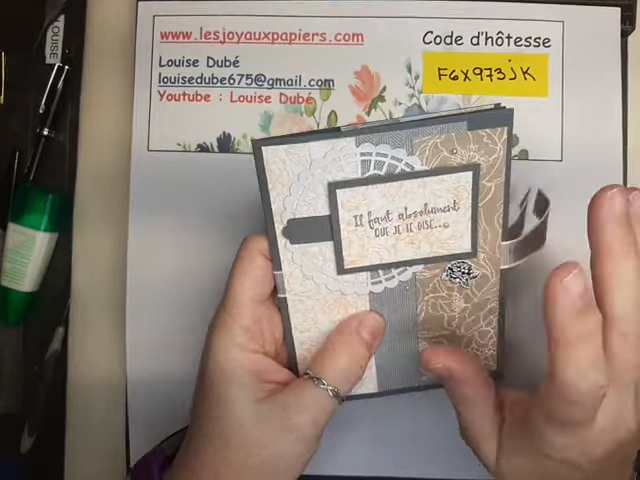 LOUISE
www.lesjoyauxpapiers.com
Louise Dubé
louisedube675@gmail.com
Youtube : Louise Dubé
Code d'hôtesse
F6X973jK
Il faut absolument
QUE JE LE DISE...